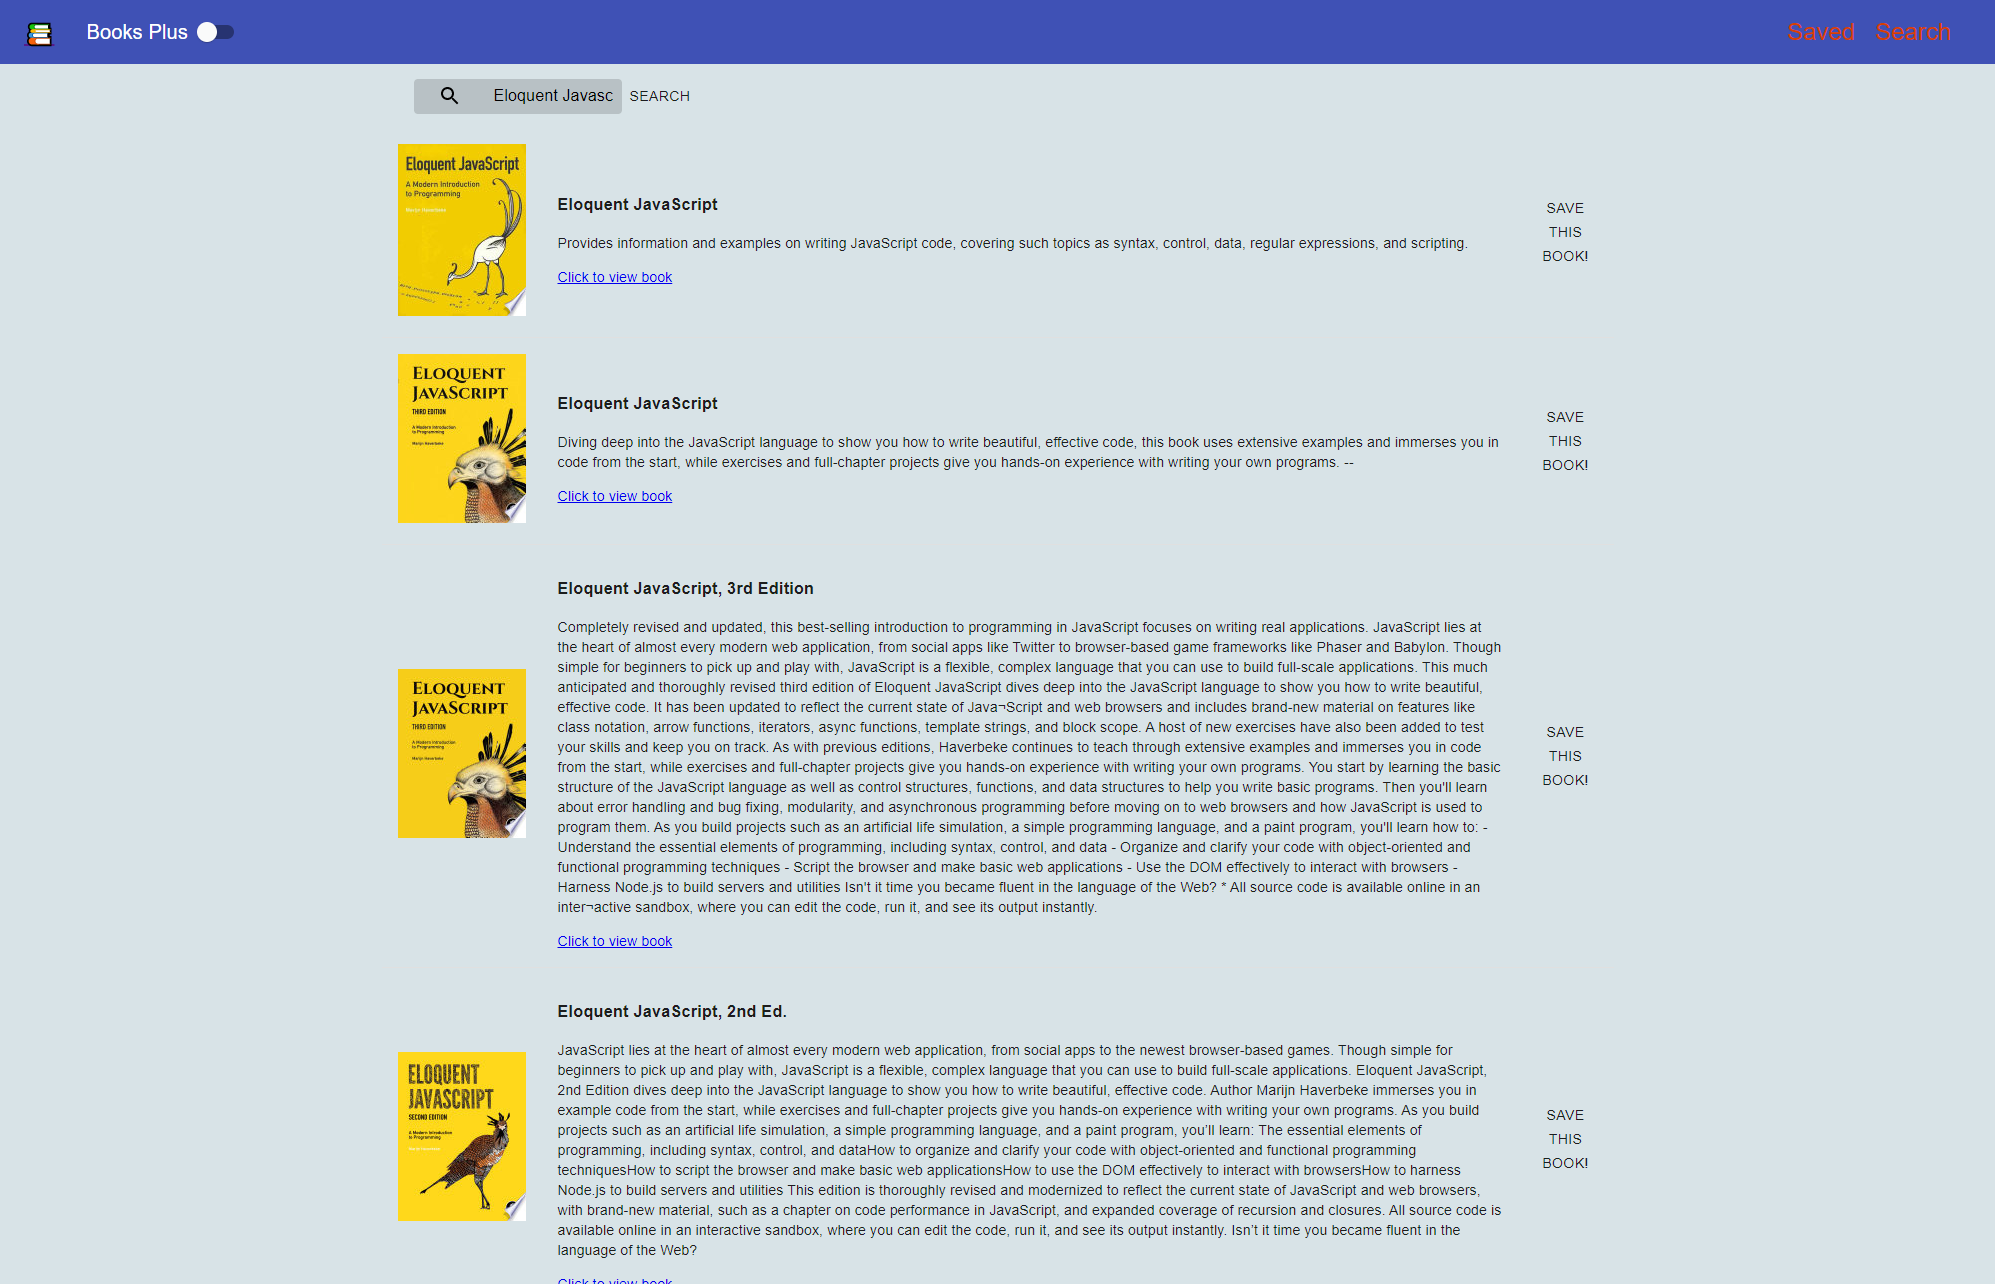 Books Plus
Saved Search
Eloquent Javasc SEARCH
Eloquent JavaScript
A Modern Introduction
to Programming
Marijn Haverbeke
Eloquent JavaScript
Provides information and examples on writing JavaScript code, covering such topics as syntax, control, data, regular expressions, and scripting.
Click to view book
SAVE
THIS
BOOK!
ELOQUENT
JAVASCRIPT
THIRD EDITION
A Modern Introduction
to Programming
Marijn Haverbeke
Eloquent JavaScript
Diving deep into the JavaScript language to show you how to write beautiful, effective code, this book uses extensive examples and immerses you in
code from the start, while exercises and full-chapter projects give you hands-on experience with writing your own programs. --
Click to view book
SAVE
THIS
BOOK!
ELOQUENT
JAVASCRIPT
THIRD EDITION
A Modern Introduction
to Programming
Marijn Haverbeke
Eloquent JavaScript, 3rd Edition
Completely revised and updated, this best-selling introduction to programming in JavaScript focuses on writing real applications. JavaScript lies at
the heart of almost every modern web application, from social apps like Twitter to browser-based game frameworks like Phaser and Babylon. Though
simple for beginners to pick up and play with, JavaScript is a flexible, complex language that you can use to build full-scale applications. This much
anticipated and thoroughly revised third edition of Eloquent JavaScript dives deep into the JavaScript language to show you how to write beautiful,
effective code. It has been updated to reflect the current state of Java¬Script and web browsers and includes brand-new material on features like
class notation, arrow functions, iterators, async functions, template strings, and block scope. A host of new exercises have also been added to test
your skills and keep you on track. As with previous editions, Haverbeke continues to teach through extensive examples and immerses you in code
from the start, while exercises and full-chapter projects give you hands-on experience with writing your own programs. You start by learning the basic
structure of the JavaScript language as well as control structures, functions, and data structures to help you write basic programs. Then you'll learn
about error handling and bug fixing, modularity, and asynchronous programming before moving on to web browsers and how JavaScript is used to
program them. As you build projects such as an artificial life simulation, a simple programming language, and a paint program, you'll learn how to: -
Understand the essential elements of programming, including syntax, control, and data - Organize and clarify your code with object-oriented and
functional programming techniques - Script the browser and make basic web applications - Use the DOM effectively to interact with browsers -
Harness Node.js to build servers and utilities Isn't it time you became fluent in the language of the Web? * All source code is available online in an
inter¬active sandbox, where you can edit the code, run it, and see its output instantly.
Click to view book
SAVE
THIS
BOOK!
ELOQUENT
JAVASCRIPT
SECOND EDITION
A Modern Introduction
to Programming
Marijn Haverbeke
Eloquent JavaScript, 2nd Ed.
JavaScript lies at the heart of almost every modern web application, from social apps to the newest browser-based games. Though simple for
beginners to pick up and play with, JavaScript is a flexible, complex language that you can use to build full-scale applications. Eloquent JavaScript,
2nd Edition dives deep into the JavaScript language to show you how to write beautiful, effective code. Author Marijn Haverbeke immerses you in
example code from the start, while exercises and full-chapter projects give you hands-on experience with writing your own programs. As you build
projects such as an artificial life simulation, a simple programming language, and a paint program, you’ll learn: The essential elements of
programming, including syntax, control, and dataHow to organize and clarify your code with object-oriented and functional programming
techniquesHow to script the browser and make basic web applicationsHow to use the DOM effectively to interact with browsersHow to harness
Node.js to build servers and utilities This edition is thoroughly revised and modernized to reflect the current state of JavaScript and web browsers,
with brand-new material, such as a chapter on code performance in JavaScript, and expanded coverage of recursion and closures. All source code is
available online in an interactive sandbox, where you can edit the code, run it, and see its output instantly. Isn’t it time you became fluent in the
language of the Web?
Click to view book
SAVE
THIS
BOOK!